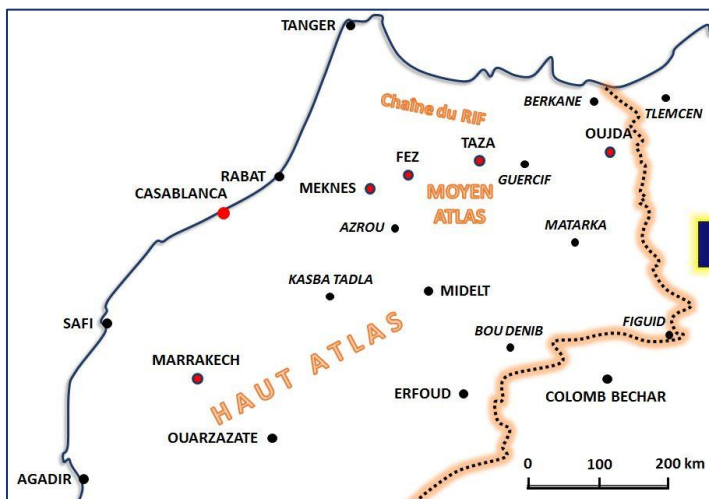 TANGER
Chaîne du RIF
BERKANE
TLEMCEN
OUJDA
TAZA
FEZ
GUERCIF
RABAT
MEKNES
CASABLANCA
MOYEN
ATLAS
AZROU
MATARKA
KASBA TADLA
MIDELT
SAFI
FIGUID
BOU DENIB
MARRAKECH
HAUT ATLAS
ERFOUD
COLOMB BECHAR
OUARZAZATE
AGADIR
0 100 200 km